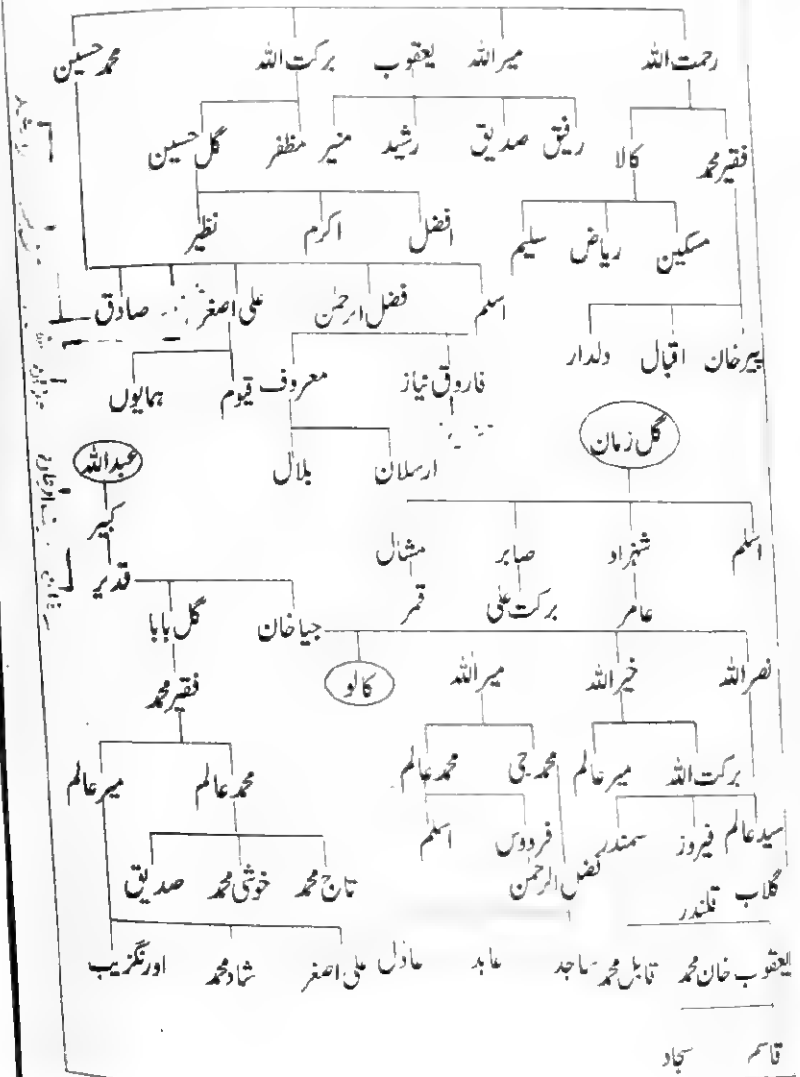 رحمت اللہ میر اللہ یعقوب برکت اللہ محمد حسین
فقیر محمد کالا رفیق صدیق رشید منیر مظفر گل حسین
مسکین ریاض سلیم افضل اکرم نظیر
اسلم فضل الرحمٰن علی اصغر صادق
پیر خان اقبال دلدار فاروق نیاز معروف قیوم ہمایوں
گل زمان
ارسلان بلال عبداللہ
اسلم شہزاد صابر مشال کبیر
عامر برکت علی قمر قدیر
جیا خان گل بابا
نصر اللہ خیر اللہ میر اللہ کالو فقیر محمد
برکت اللہ میر عالم محمد جی محمد عالم محمد عالم میر عالم
سید عالم فیروز سمندر فردوس اسلم
گلاب قلندر فضل الرحمٰن تاج محمد خوشی محمد صدیق
یعقوب خان محمد قابل محمد ساجد عابد عادل علی اصغر شاد محمد اورنگزیب
قاسم سجاد